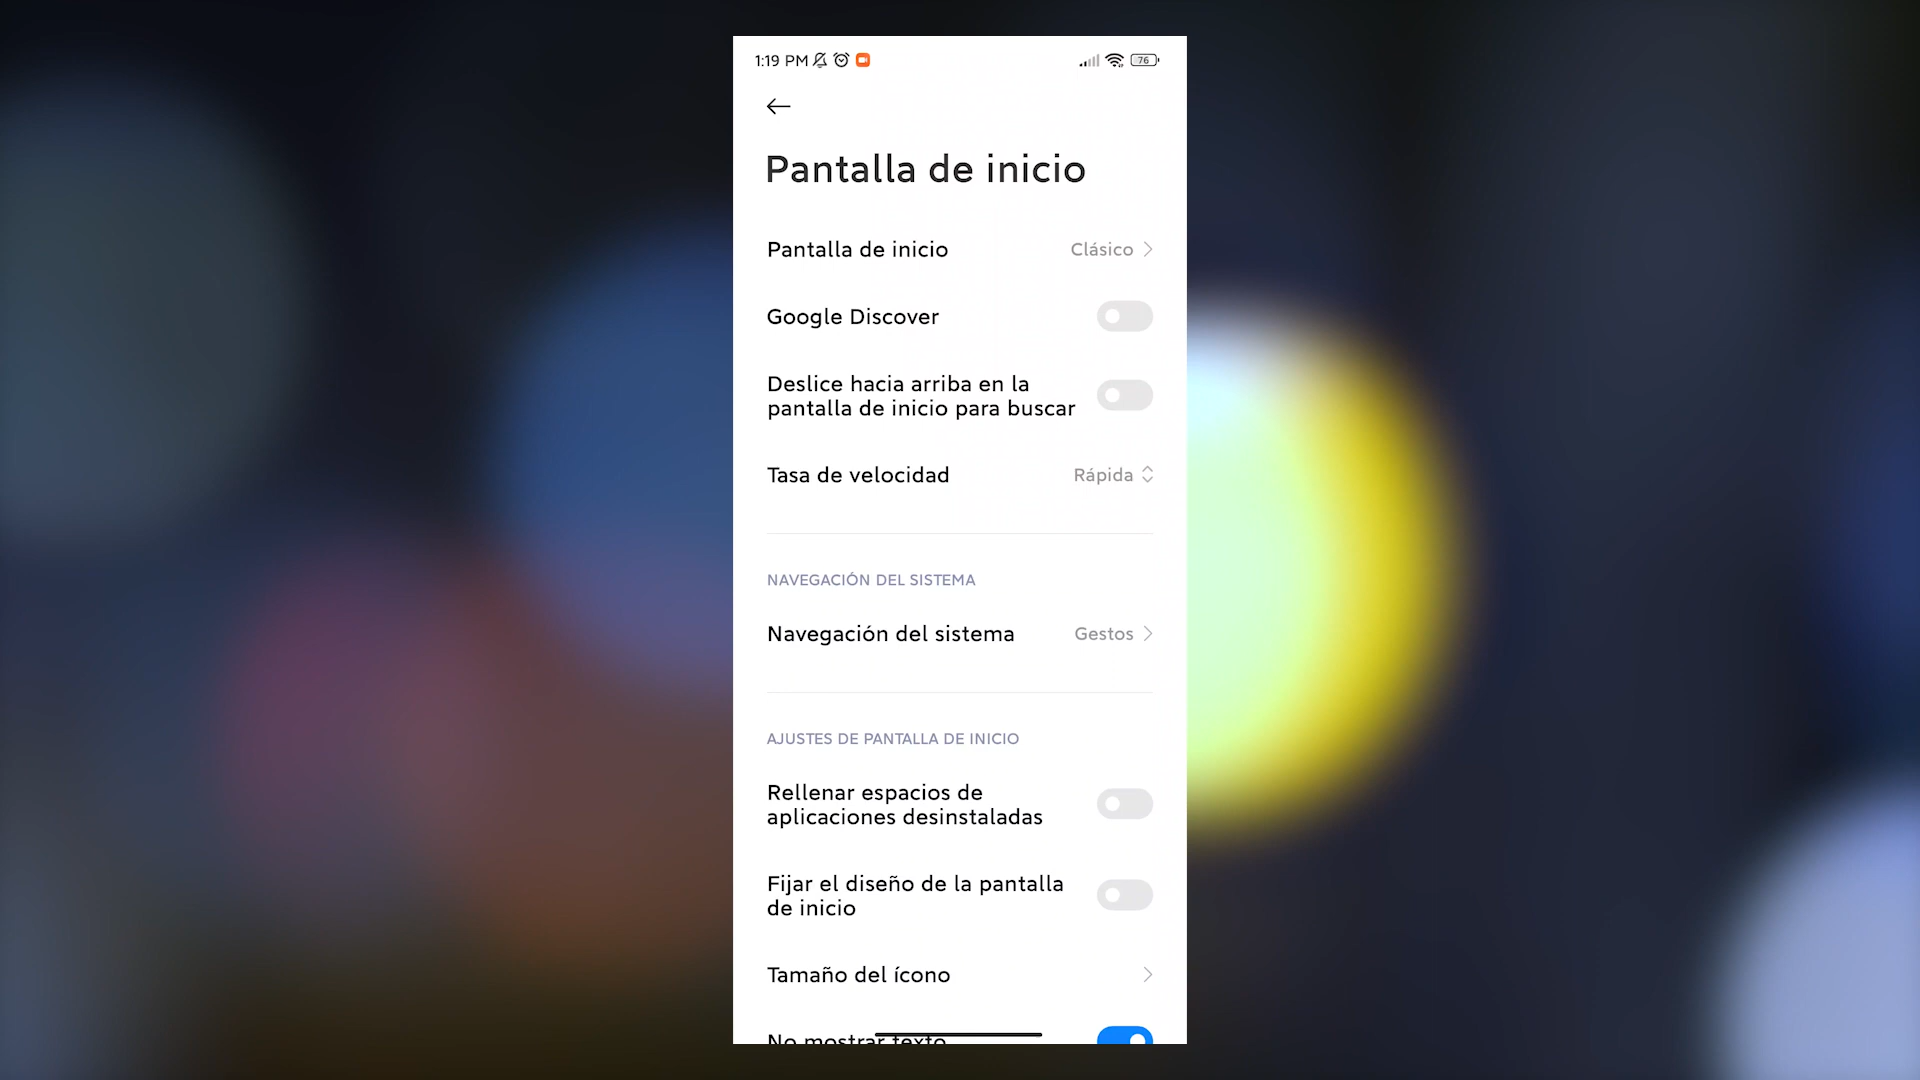 1:19 PM 76
Pantalla de inicio
Pantalla de inicio Clásico
Google Discover
Deslice hacia arriba en la
pantalla de inicio para buscar
Tasa de velocidad Rápida
NAVEGACIÓN DEL SISTEMA
Navegación del sistema Gestos
AJUSTES DE PANTALLA DE INICIO
Rellenar espacios de
aplicaciones desinstaladas
Fijar el diseño de la pantalla
de inicio
Tamaño del ícono
No mostrar texto